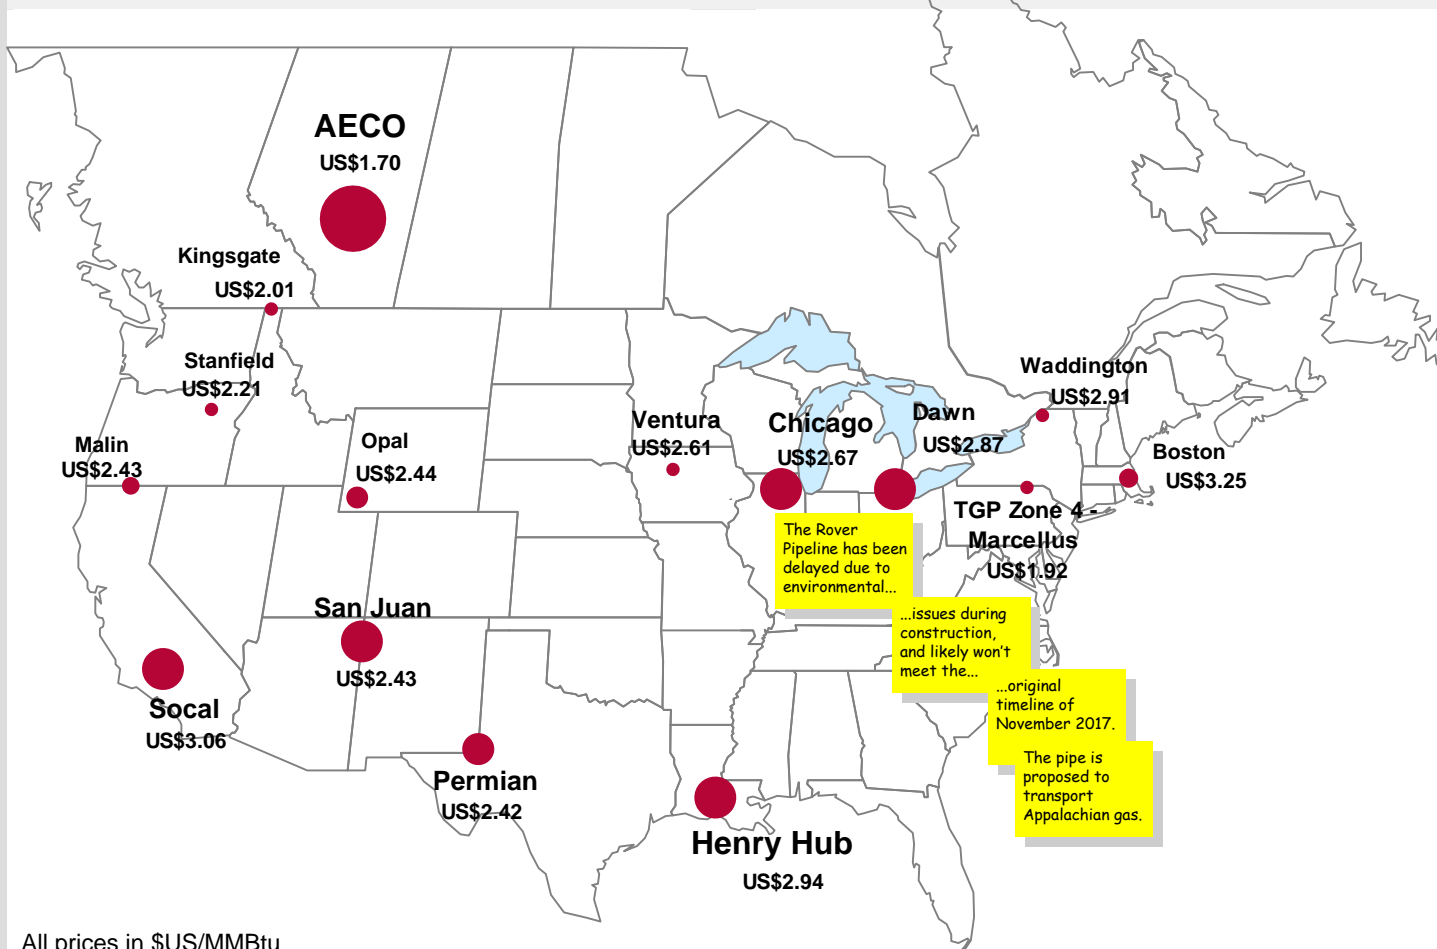 AECO
US$1.70
Kingsgate
US$2.01
Stanfield
US$2.21
Malin
US$2.43
Opal
US$2.44
Ventura
US$2.61
Chicago
US$2.67
Dawn
US$2.87
Waddington
US$2.91
Boston
US$3.25
TGP Zone 4 -
Marcellus
US$1.92
The Rover
Pipeline has been
delayed due to
environmental...
...issues during
construction,
and likely won't
meet the...
...original
timeline of
November 2017.
The pipe is
proposed to
transport
Appalachian gas.
San Juan
US$2.43
Socal
US$3.06
Permian
US$2.42
Henry Hub
US$2.94
All prices in $US/MMBtu